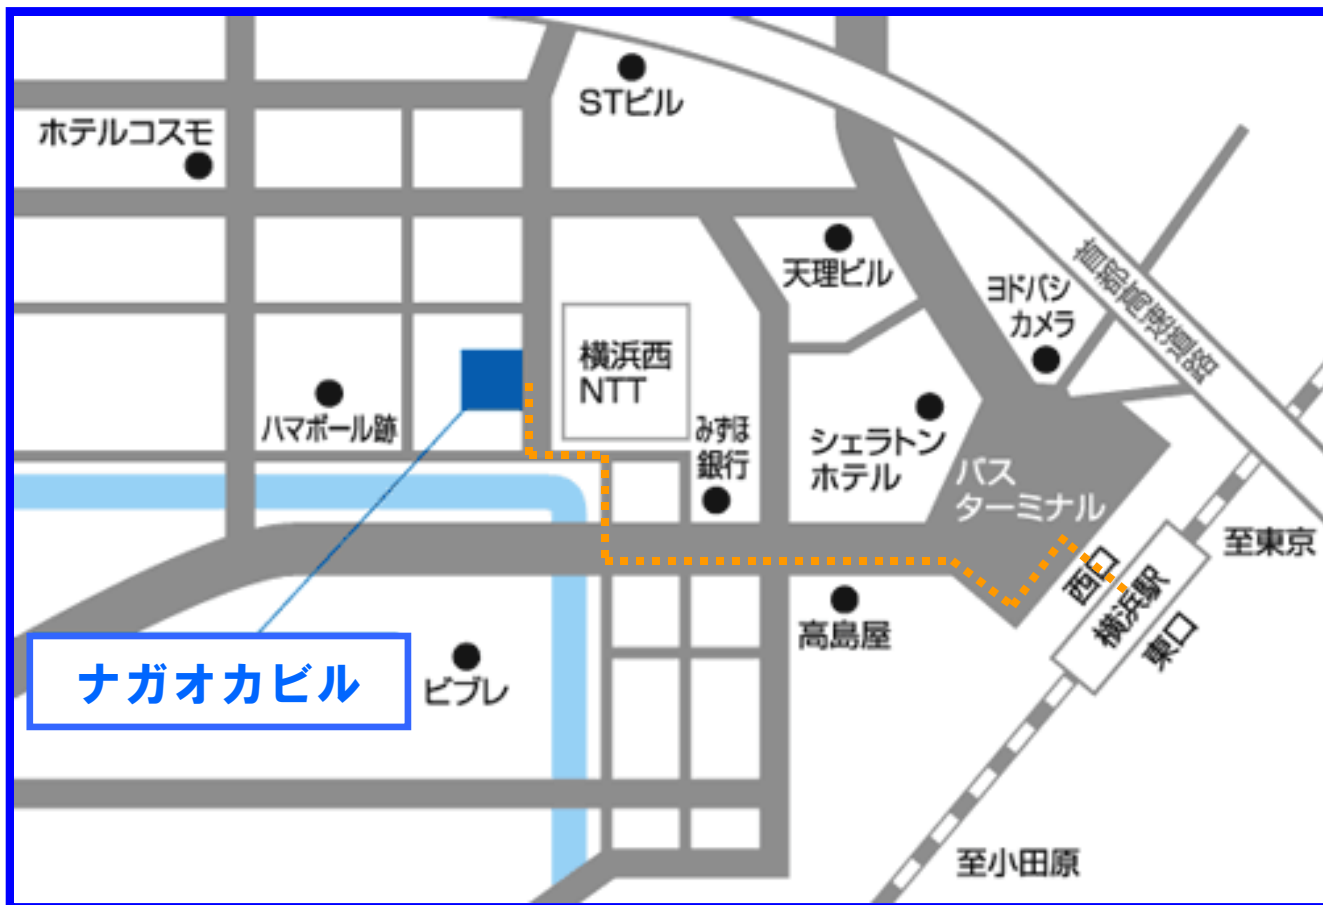 STビル
ホテルコスモ
天理ビル
ヨドバシ
カメラ
首都高速道路
横浜西
NTT
ハマボール跡
みずほ
銀行
シェラトン
ホテル
バス
ターミナル
至東京
西口
横浜駅
東口
高島屋
ナガオカビル
ビブレ
至小田原